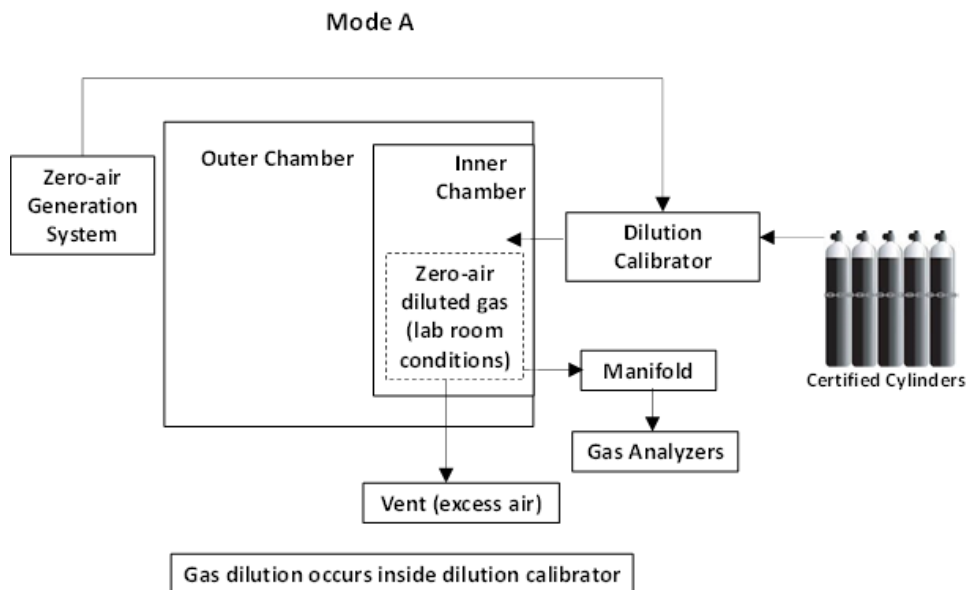 Mode A
Outer Chamber
Inner
Chamber
Zero-air
Generation
System
Dilution
Calibrator
Zero-air
diluted gas
(lab room
conditions)
Manifold
Certified Cylinders
Gas Analyzers
Vent (excess air)
Gas dilution occurs inside dilution calibrator